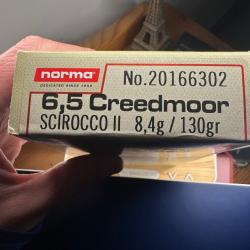 norma
DEDICATED SINCE 1902
No.20166302
6,5 Creedmoor
SCIROCCO II 8,4g / 130gr